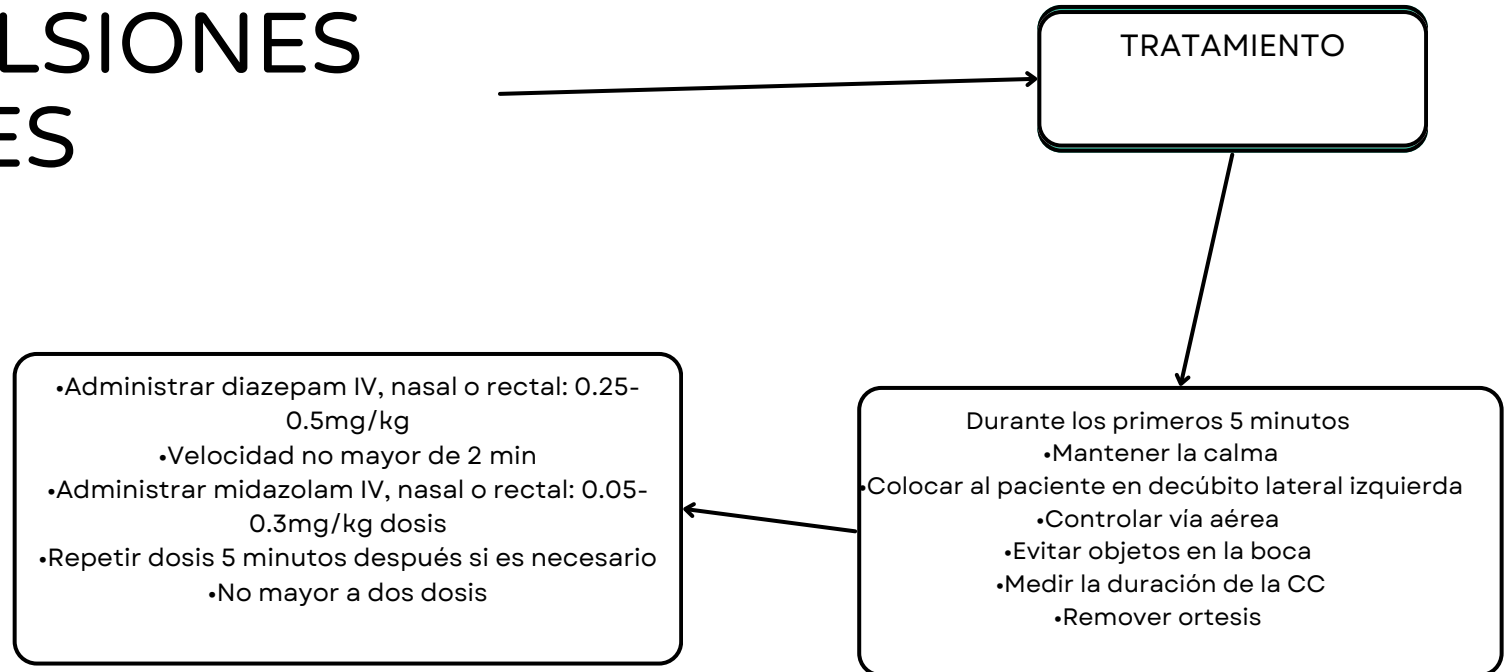 LSIONES
ES
TRATAMIENTO
Durante los primeros 5 minutos
•Mantener la calma
•Colocar al paciente en decúbito lateral izquierda
•Controlar vía aérea
•Evitar objetos en la boca
•Medir la duración de la CC
•Remover ortesis
•Administrar diazepam IV, nasal o rectal: 0.25-
0.5mg/kg
•Velocidad no mayor de 2 min
•Administrar midazolam IV, nasal o rectal: 0.05-
0.3mg/kg dosis
•Repetir dosis 5 minutos después si es necesario
•No mayor a dos dosis